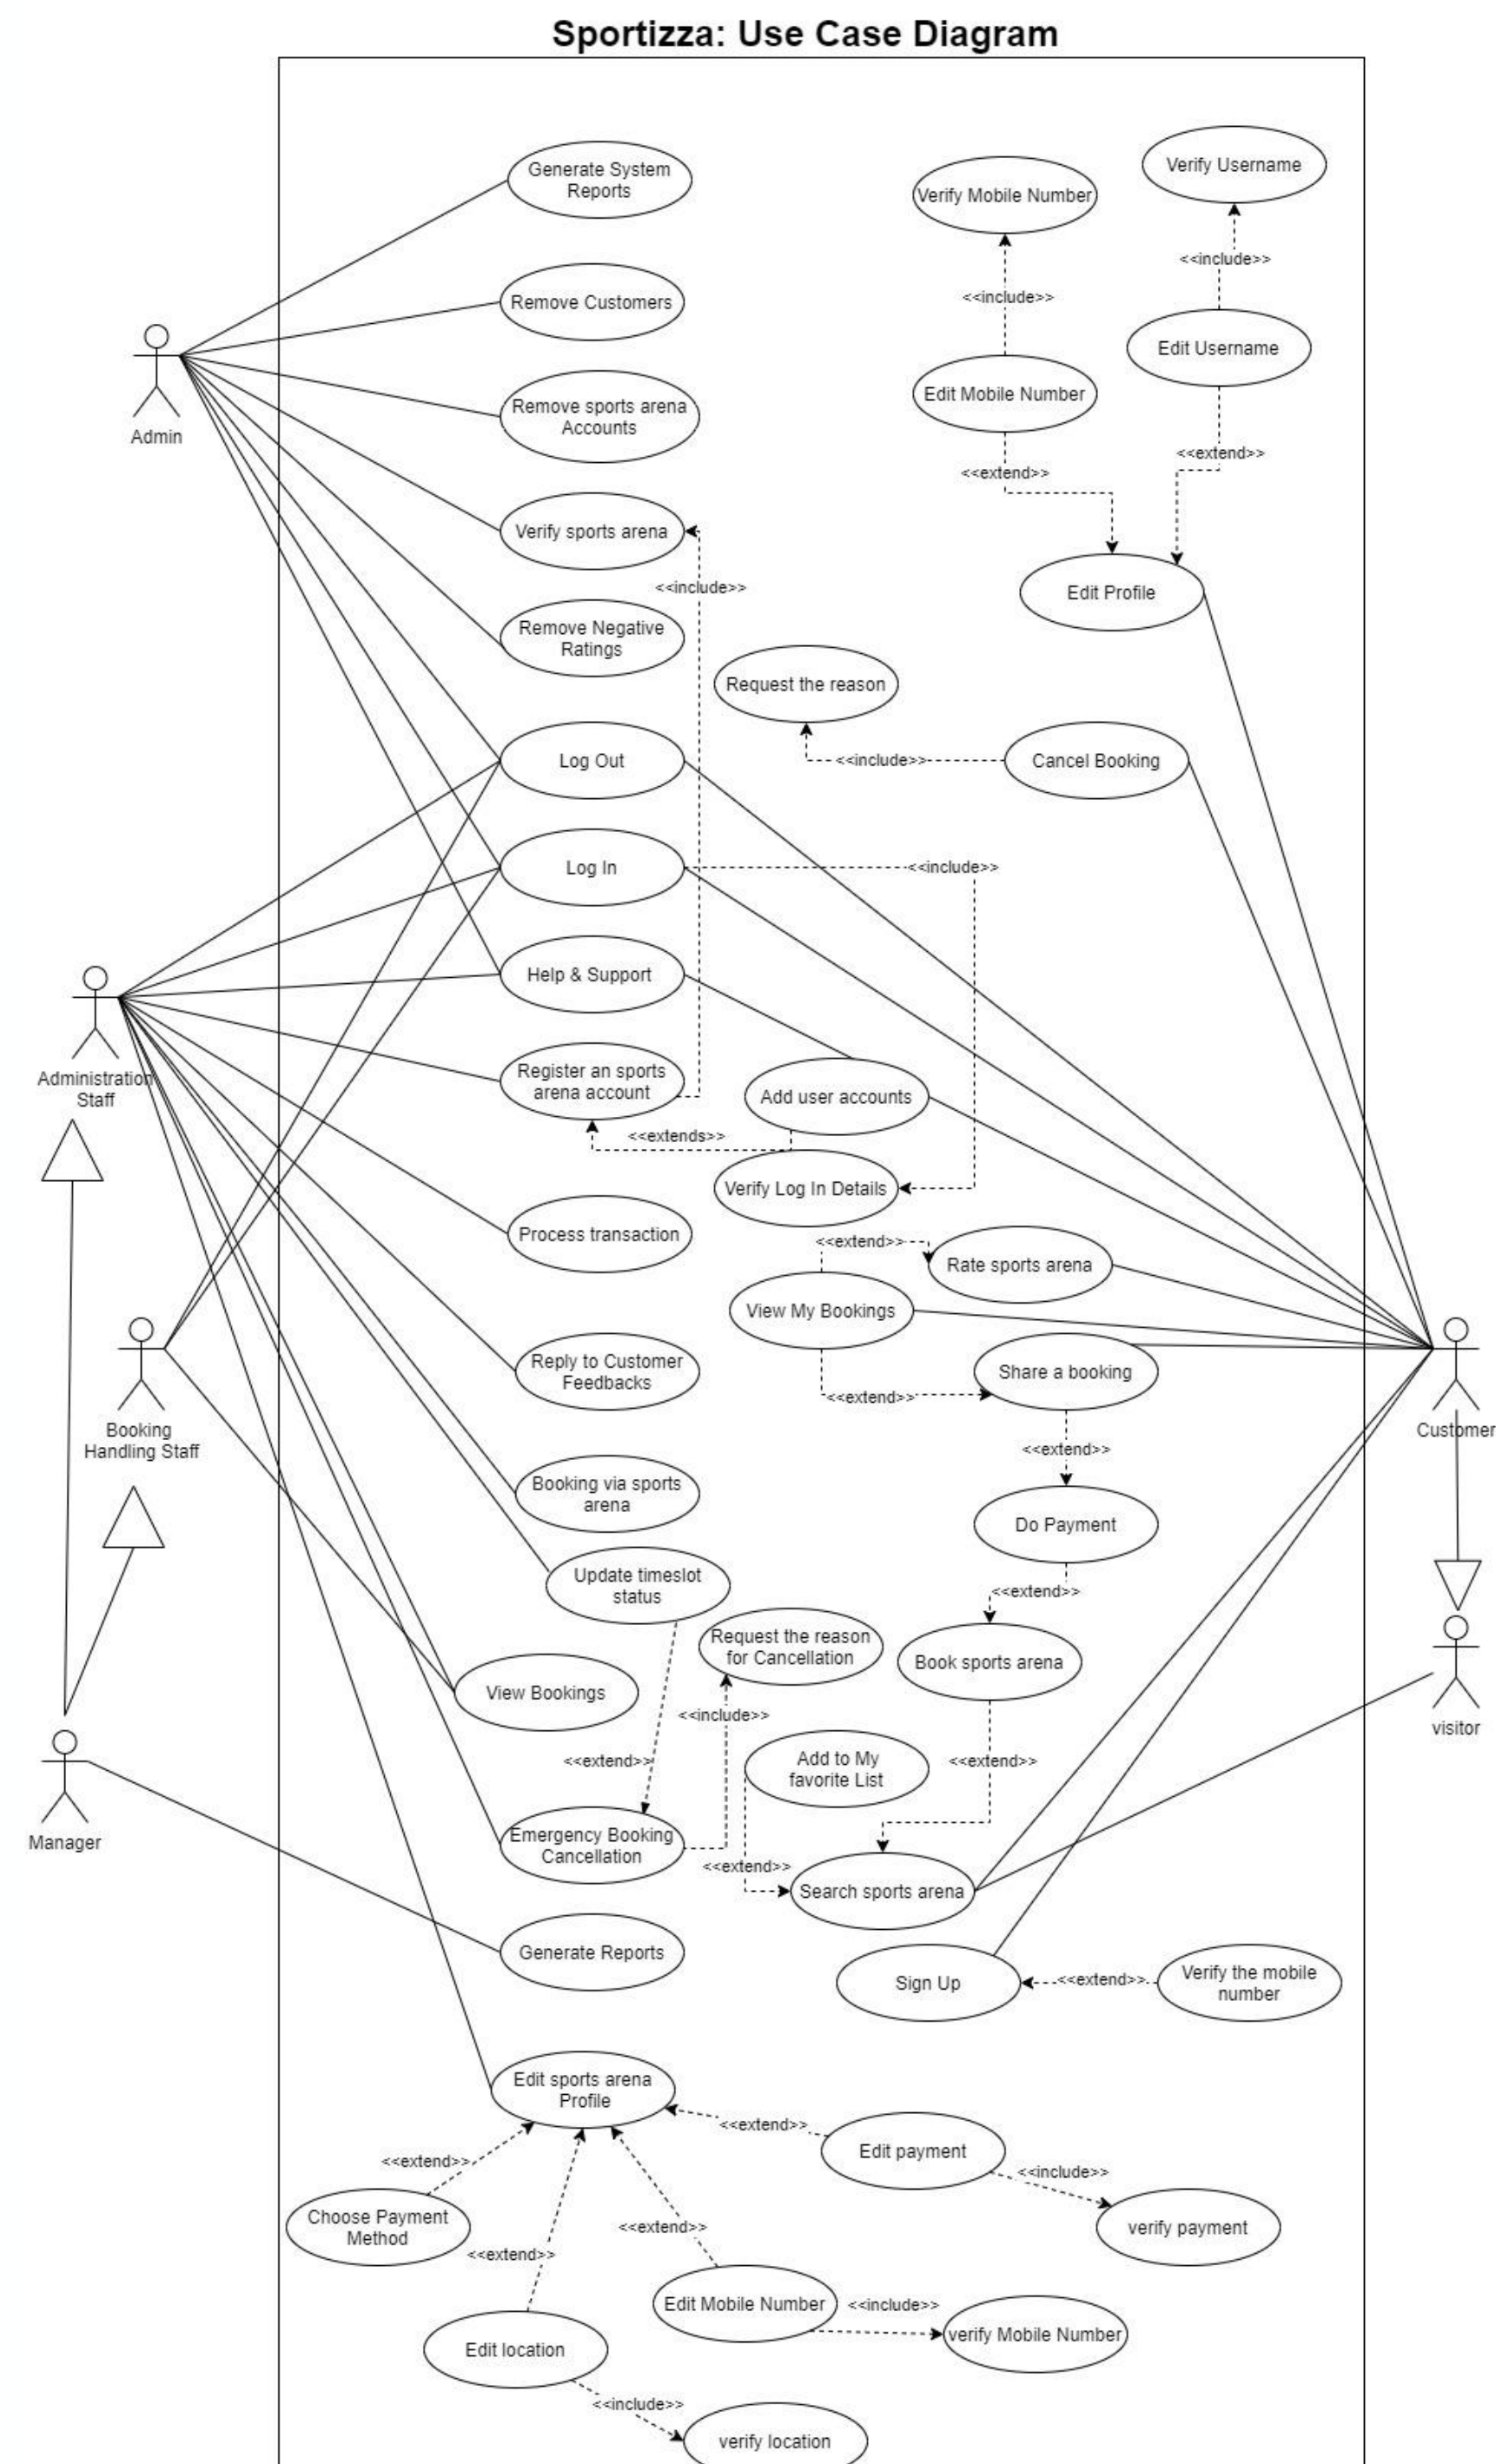 Sportizza: Use Case Diagram
Generate System
Reports
Verify Mobile Number
Verify Username
<<include>>
<<include>>
Remove Customers
Edit Username
Edit Mobile Number
Admin
Remove sports arena
Accounts
<<extend>>
<<extend>>
Verify sports arena
<<include>>
Edit Profile
Remove Negative
Ratings
Request the reason
Log Out
<<include>>
Cancel Booking
Log In
<<include>>
Help & Support
Administration
Staff
Register an sports
arena account
Add user accounts
<<extends>>
Verify Log In Details
Process transaction
<<extend>>
Rate sports arena
View My Bookings
Reply to Customer
Feedbacks
Share a booking
<<extend>>
Booking
Handling Staff
Customer
<<extend>>
Booking via sports
arena
Do Payment
Update timeslot
status
<<extend>>
Request the reason
for Cancellation
Book sports arena
View Bookings
<<include>>
visitor
<<extend>>
Add to My
favorite List
<<extend>>
Manager
Emergency Booking
Cancellation
<<extend>>
Search sports arena
Generate Reports
Sign Up
<<extend>>
Verify the mobile
number
Edit sports arena
Profile
<<extend>>
Edit payment
<<extend>>
<<include>>
Choose Payment
Method
<<extend>>
verify payment
<<extend>>
Edit Mobile Number
<<include>>
verify Mobile Number
Edit location
<<include>>
verify location